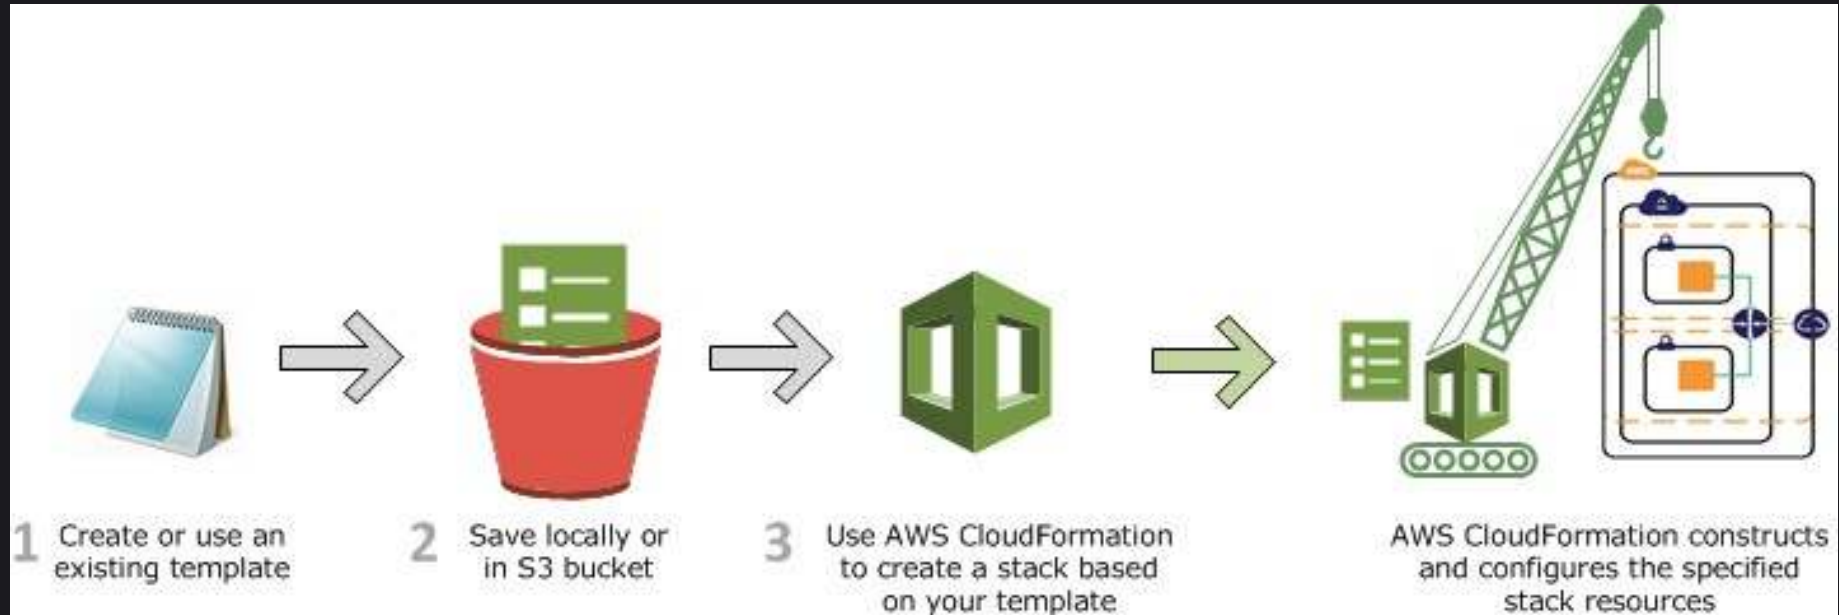 1 Create or use an
existing template
2 Save locally or
in S3 bucket
3 Use AWS CloudFormation
to create a stack based
on your template
AWS CloudFormation constructs
and configures the specified
stack resources